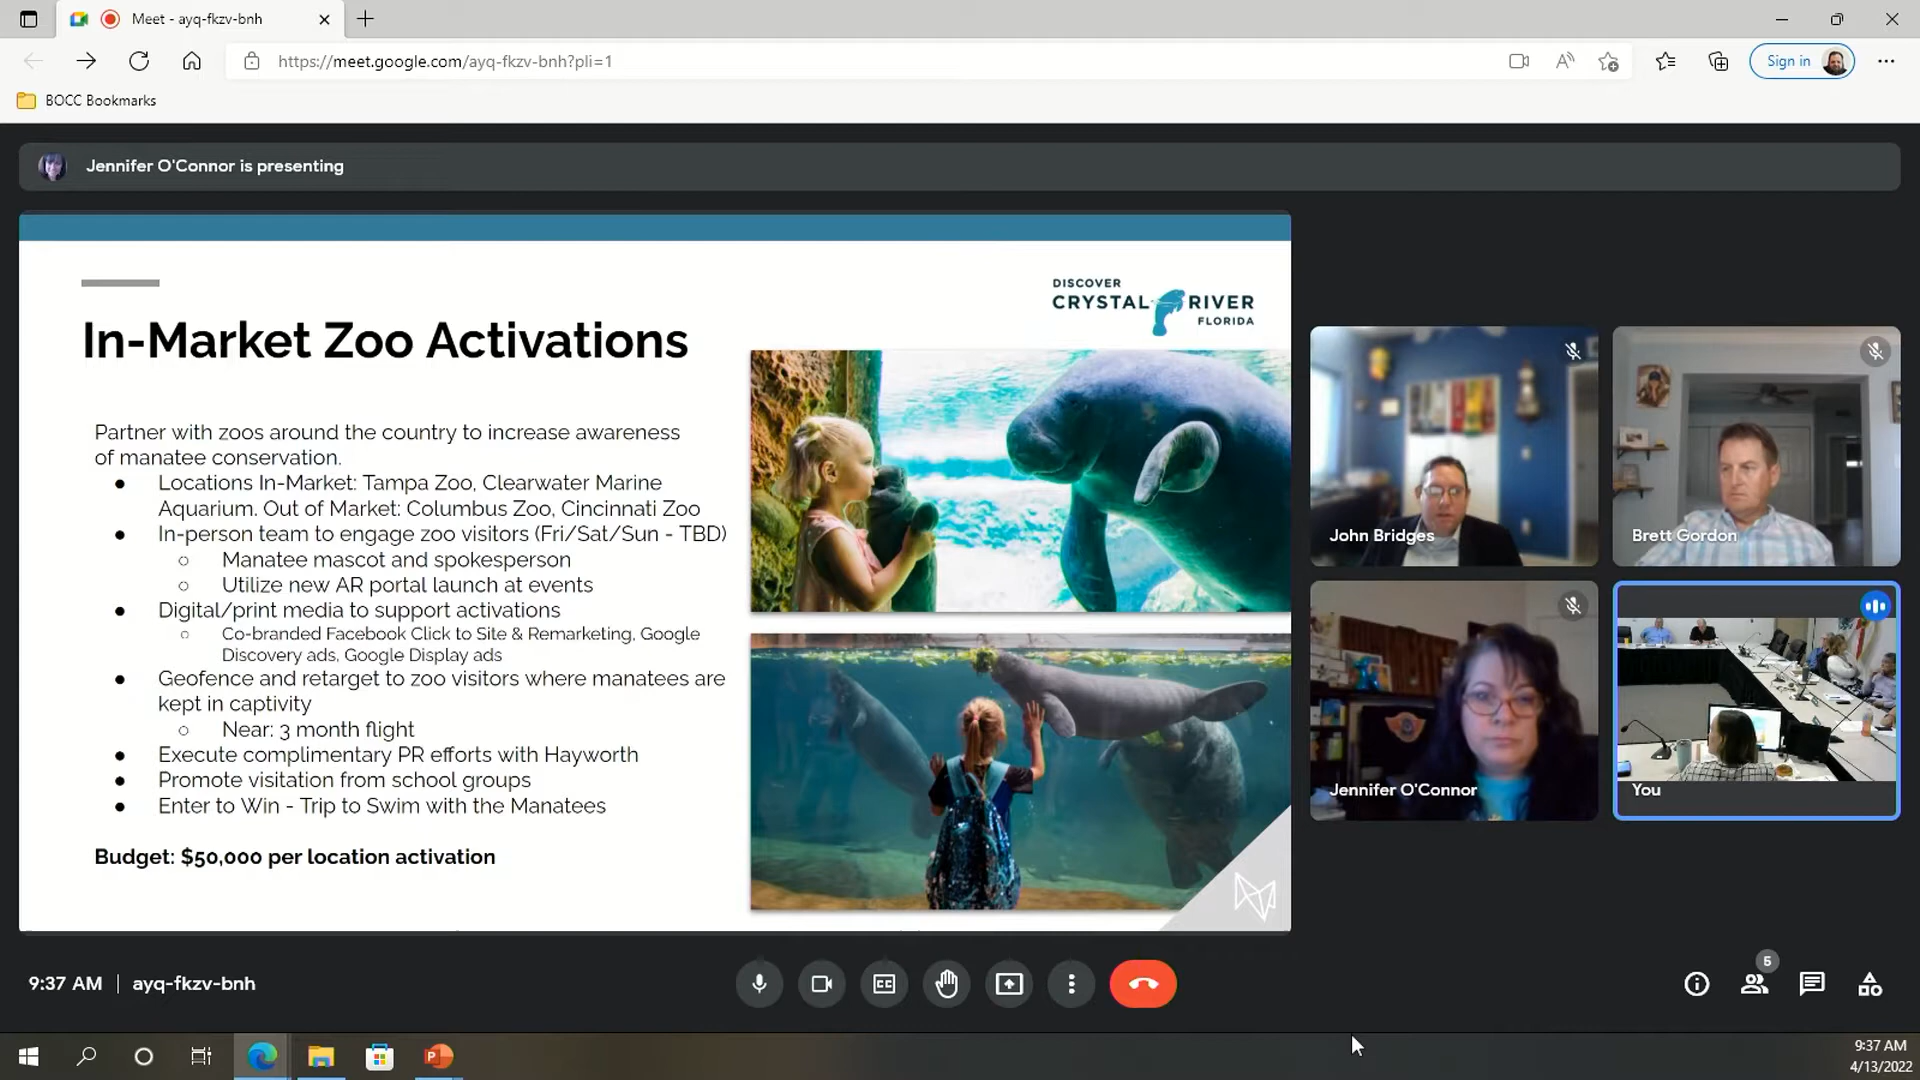 Meet - ayq-fkzv-bnh
https://meet.google.com/ayq-fkzv-bnh?pli=1
Sign in
BOCC Bookmarks
Jennifer O'Connor is presenting
DISCOVER
CRYSTAL RIVER
FLORIDA
In-Market Zoo Activations
Partner with zoos around the country to increase awareness
of manatee conservation.
● Locations In-Market: Tampa Zoo, Clearwater Marine
Aquarium. Out of Market: Columbus Zoo, Cincinnati Zoo
● In-person team to engage zoo visitors (Fri/Sat/Sun - TBD)
○ Manatee mascot and spokesperson
○ Utilize new AR portal launch at events
● Digital/print media to support activations
○ Co-branded Facebook Click to Site & Remarketing, Google
Discovery ads, Google Display ads
● Geofence and retarget to zoo visitors where manatees are
kept in captivity
○ Near: 3 month flight
● Execute complimentary PR efforts with Hayworth
● Promote visitation from school groups
● Enter to Win - Trip to Swim with the Manatees
Budget: $50,000 per location activation
John Bridges
Brett Gordon
Jennifer O'Connor
You
9:37 AM | ayq-fkzv-bnh
5
9:37 AM
4/13/2022